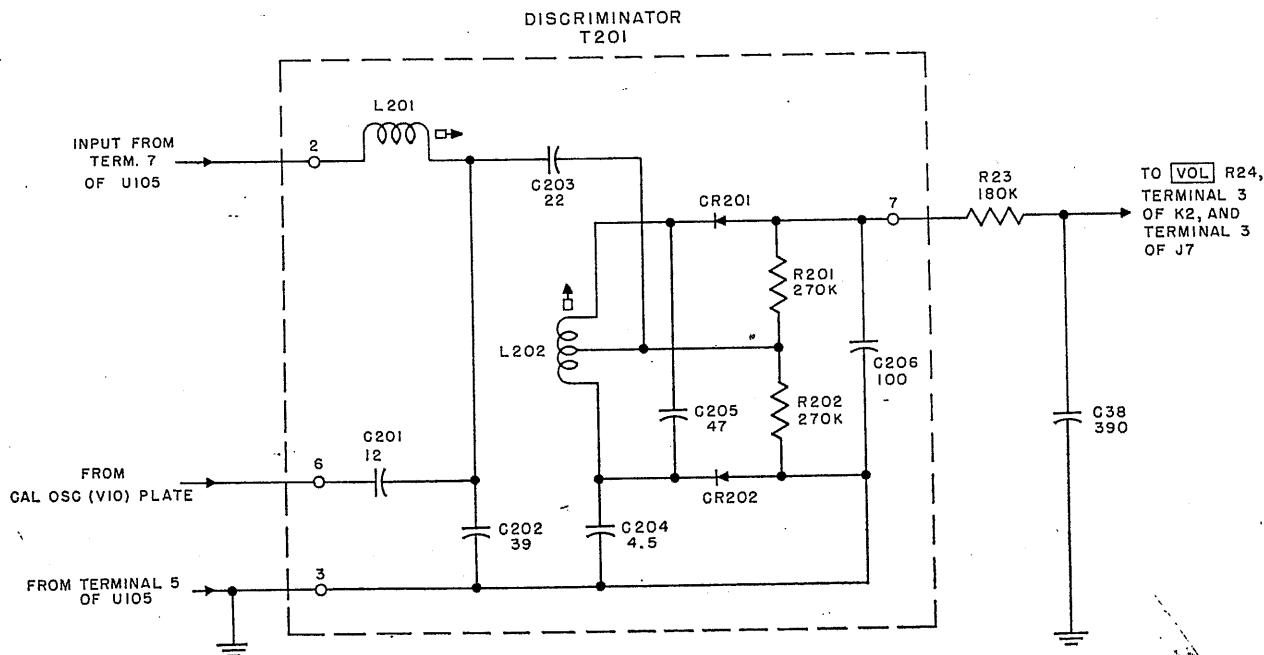 DISCRIMINATOR
T201
L201
INPUT FROM
TERM. 7
OF U105
2
C203
22
CR201
7
R23
180K
TO VOL R24,
TERMINAL 3
OF K2, AND
TERMINAL 3
OF J7
R201
270K
L202
C206
100
C205
47
R202
270K
C38
390
C201
12
FROM
CAL OSC (V10) PLATE
6
CR202
C202
39
C204
4.5
FROM TERMINAL 5
OF U105
3